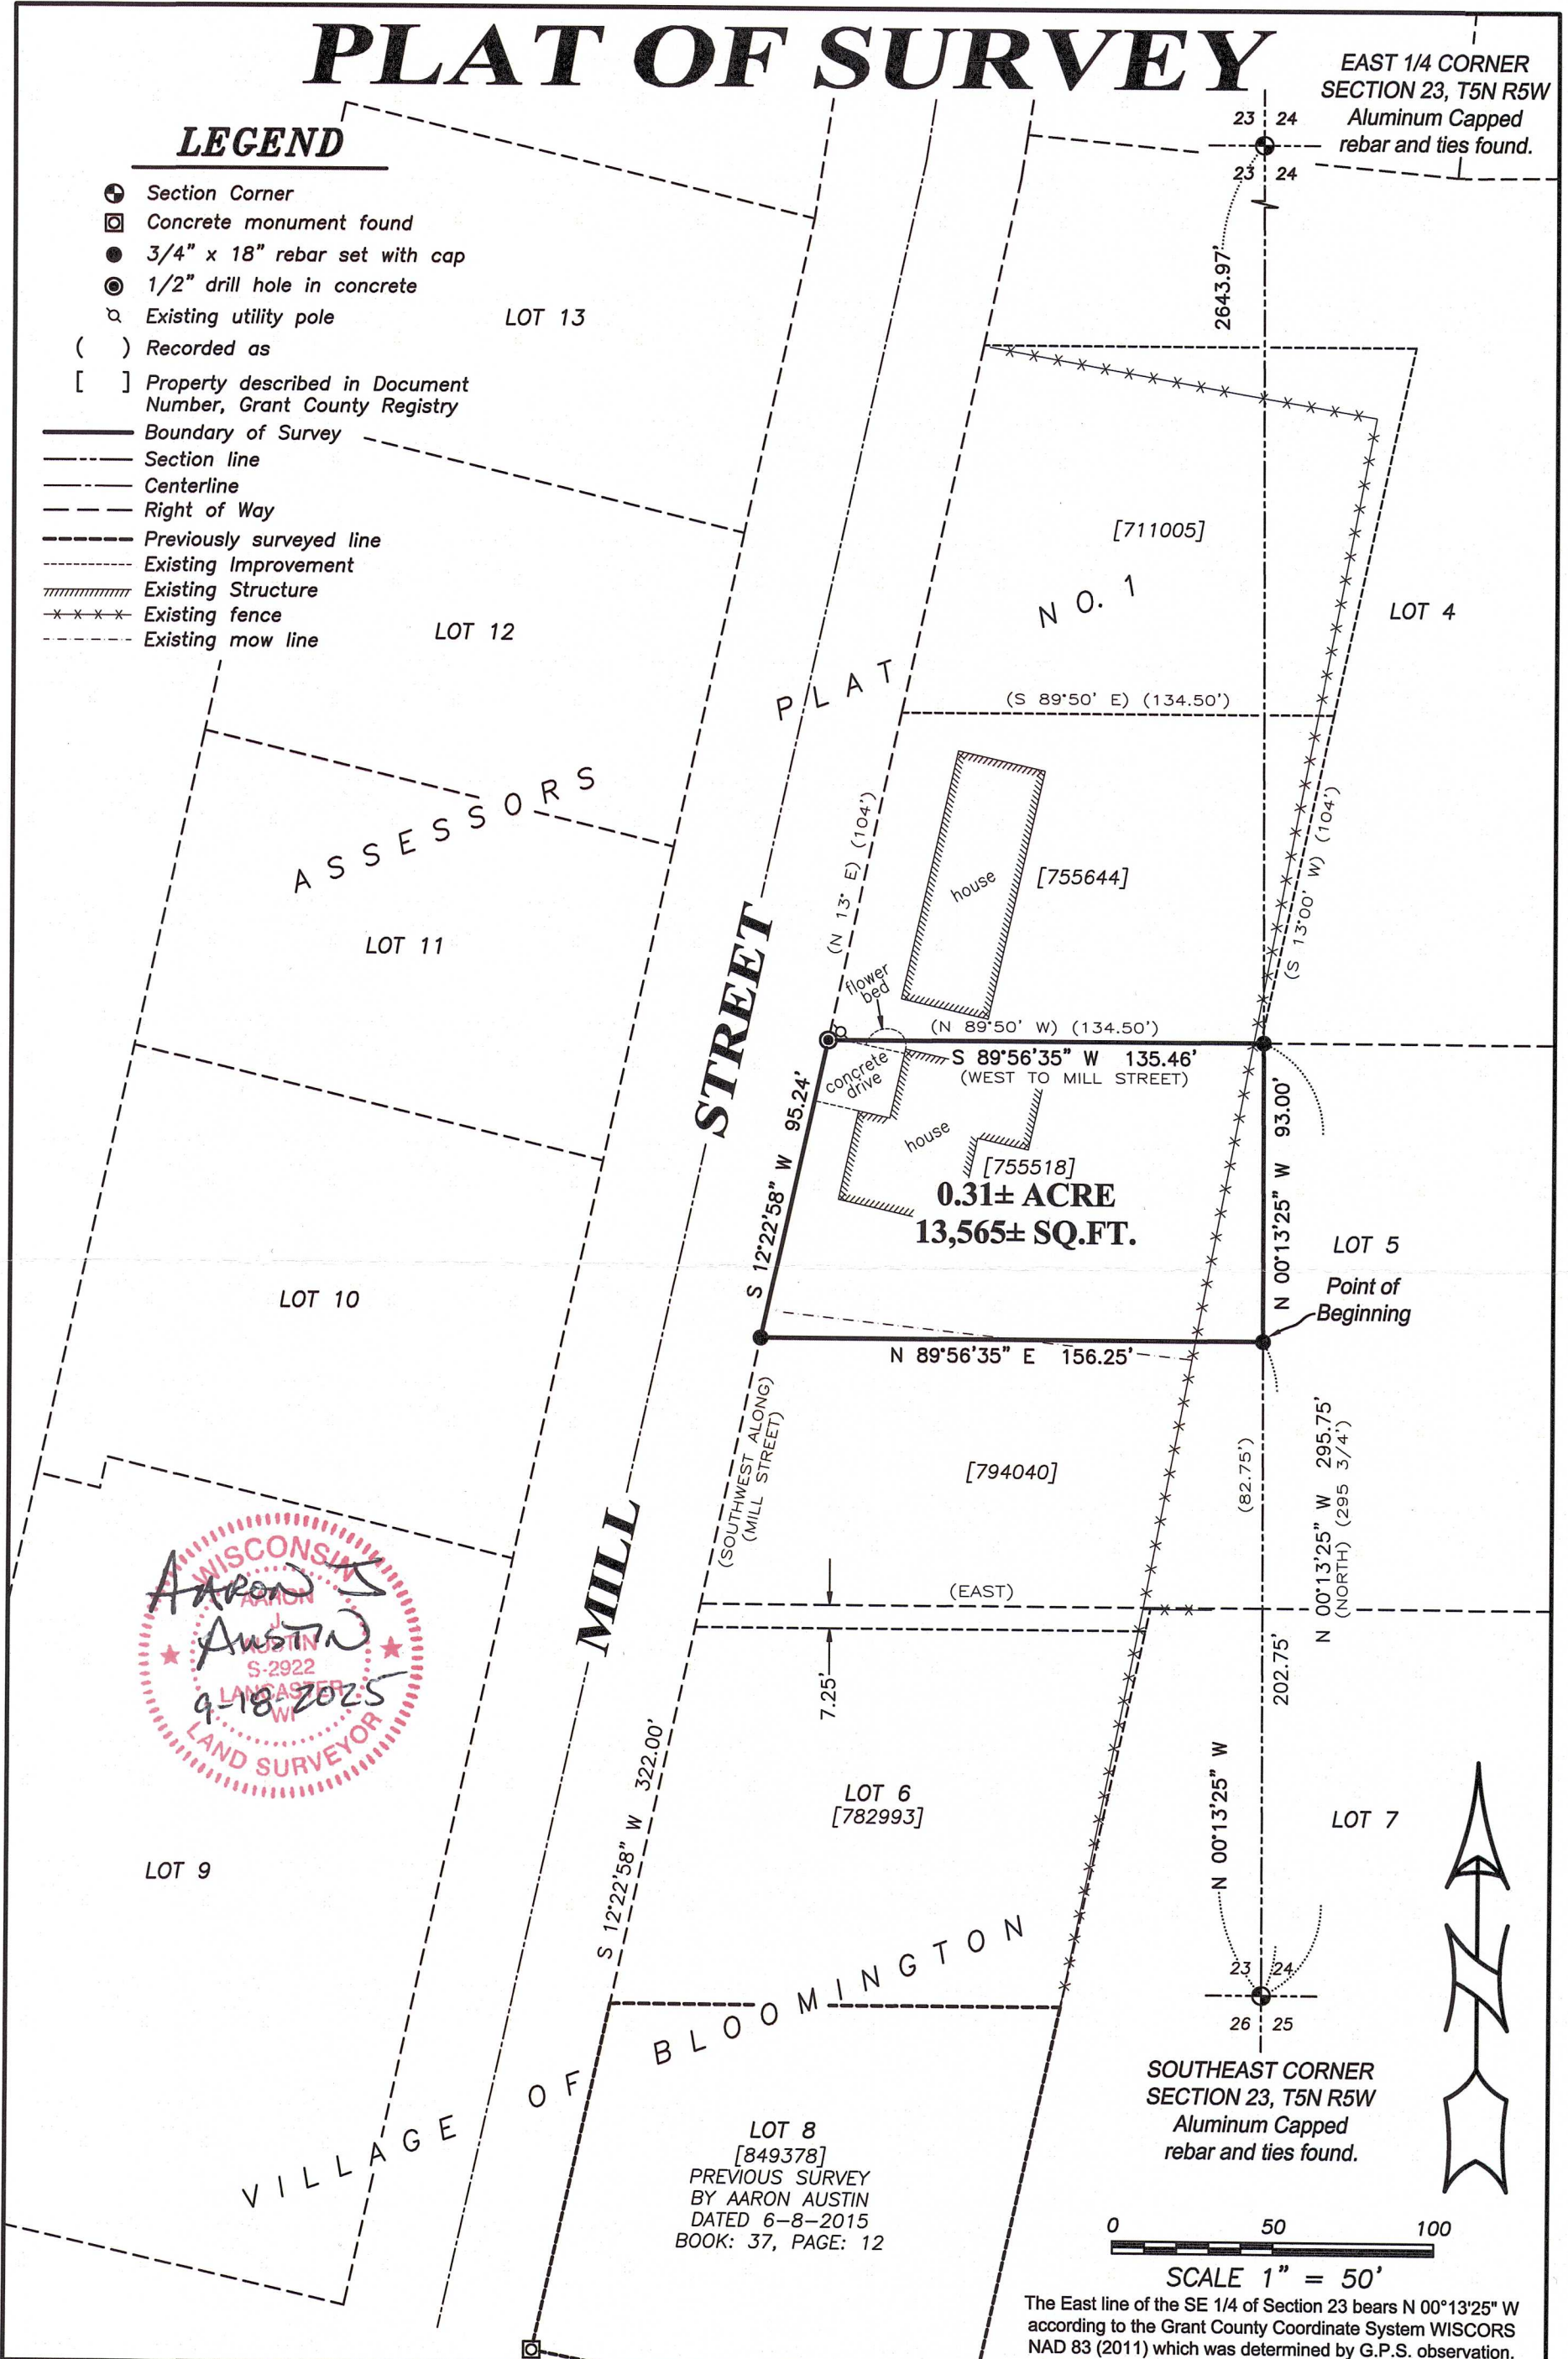 PLAT OF SURVEY
EAST 1/4 CORNER
SECTION 23, T5N R5W
Aluminum Capped
rebar and ties found.
23 24
23 24
2643.97'
LEGEND
Section Corner
Concrete monument found
3/4" x 18" rebar set with cap
1/2" drill hole in concrete
Existing utility pole
( ) Recorded as
[ ] Property described in Document
Number, Grant County Registry
Boundary of Survey
Section line
Centerline
Right of Way
Previously surveyed line
Existing Improvement
Existing Structure
Existing fence
Existing mow line
LOT 13
LOT 12
[711005]
NO. 1
LOT 4
PLAT
(S 89°50' E) (134.50')
ASSESSORS
LOT 11
(N 13° E) (104')
house
[755644]
(S 13°00' W) (104')
STREET
flower
bed
(N 89°50' W) (134.50')
S 89°56'35" W 135.46'
(WEST TO MILL STREET)
concrete
drive
house
S 12°22'58" W 95.24'
[755518]
0.31± ACRE
13,565± SQ.FT.
N 00°13'25" W 93.00'
LOT 5
Point of
Beginning
LOT 10
N 89°56'35" E 156.25'
(SOUTHWEST ALONG)
(MILL STREET)
[794040]
(82.75')
N 00°13'25" W 295.75'
(NORTH) (295 3/4')
(EAST)
MILL
7.25'
202.75'
WISCONSIN
AARON
J.
AUSTIN
S-2922
LANCASTER
WI
LAND SURVEYOR
AARON J
AUSTIN
9-18-2025
S 12°22'58" W 322.00'
LOT 6
[782993]
N 00°13'25" W
LOT 7
LOT 9
23 24
26 25
SOUTHEAST CORNER
SECTION 23, T5N R5W
Aluminum Capped
rebar and ties found.
VILLAGE OF BLOOMINGTON
LOT 8
[849378]
PREVIOUS SURVEY
BY AARON AUSTIN
DATED 6-8-2015
BOOK: 37, PAGE: 12
N
0 50 100
SCALE 1" = 50'
The East line of the SE 1/4 of Section 23 bears N 00°13'25" W
according to the Grant County Coordinate System WISCORS
NAD 83 (2011) which was determined by G.P.S. observation.